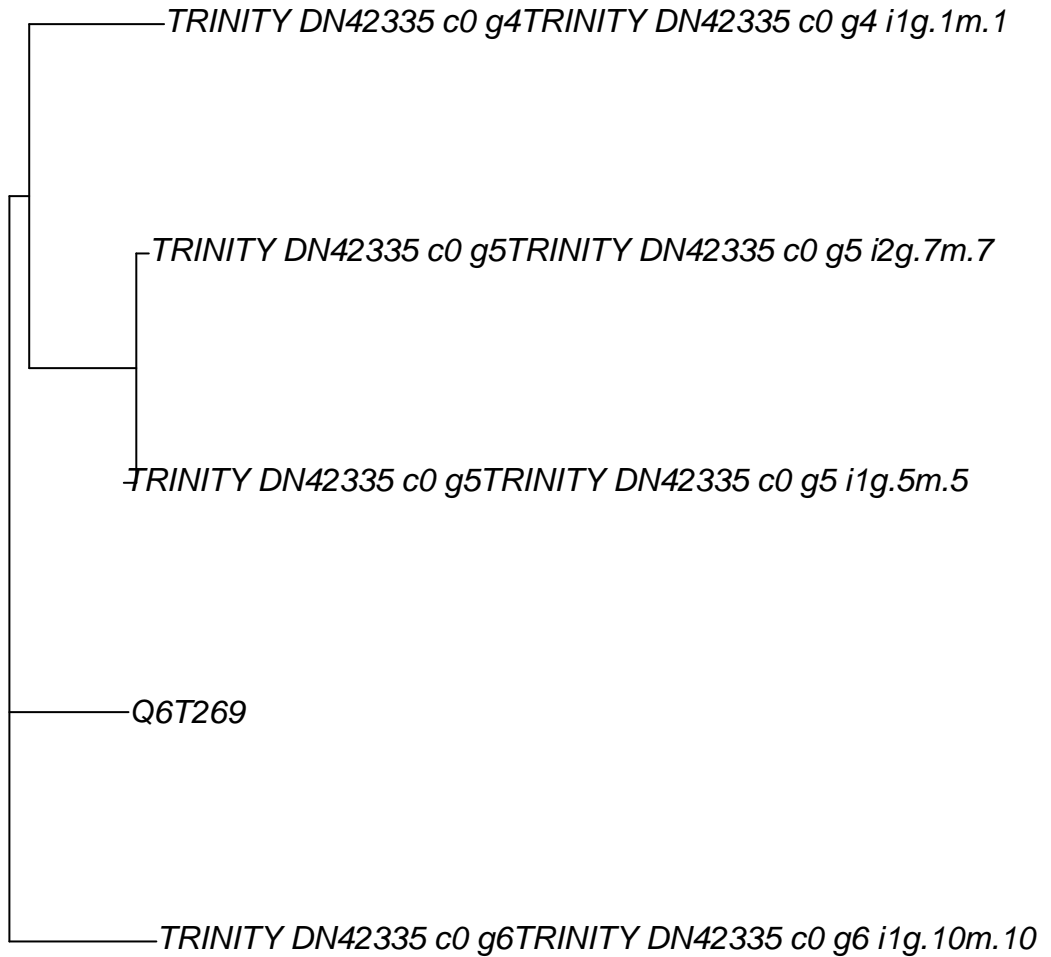 TRINITY DN42335 c0 g4TRINITY DN42335 c0 g4 i1g.1m.1
TRINITY DN42335 c0 g5TRINITY DN42335 c0 g5 i2g.7m.7
TRINITY DN42335 c0 g5TRINITY DN42335 c0 g5 i1g.5m.5
Q6T269
TRINITY DN42335 c0 g6TRINITY DN42335 c0 g6 i1g.10m.10